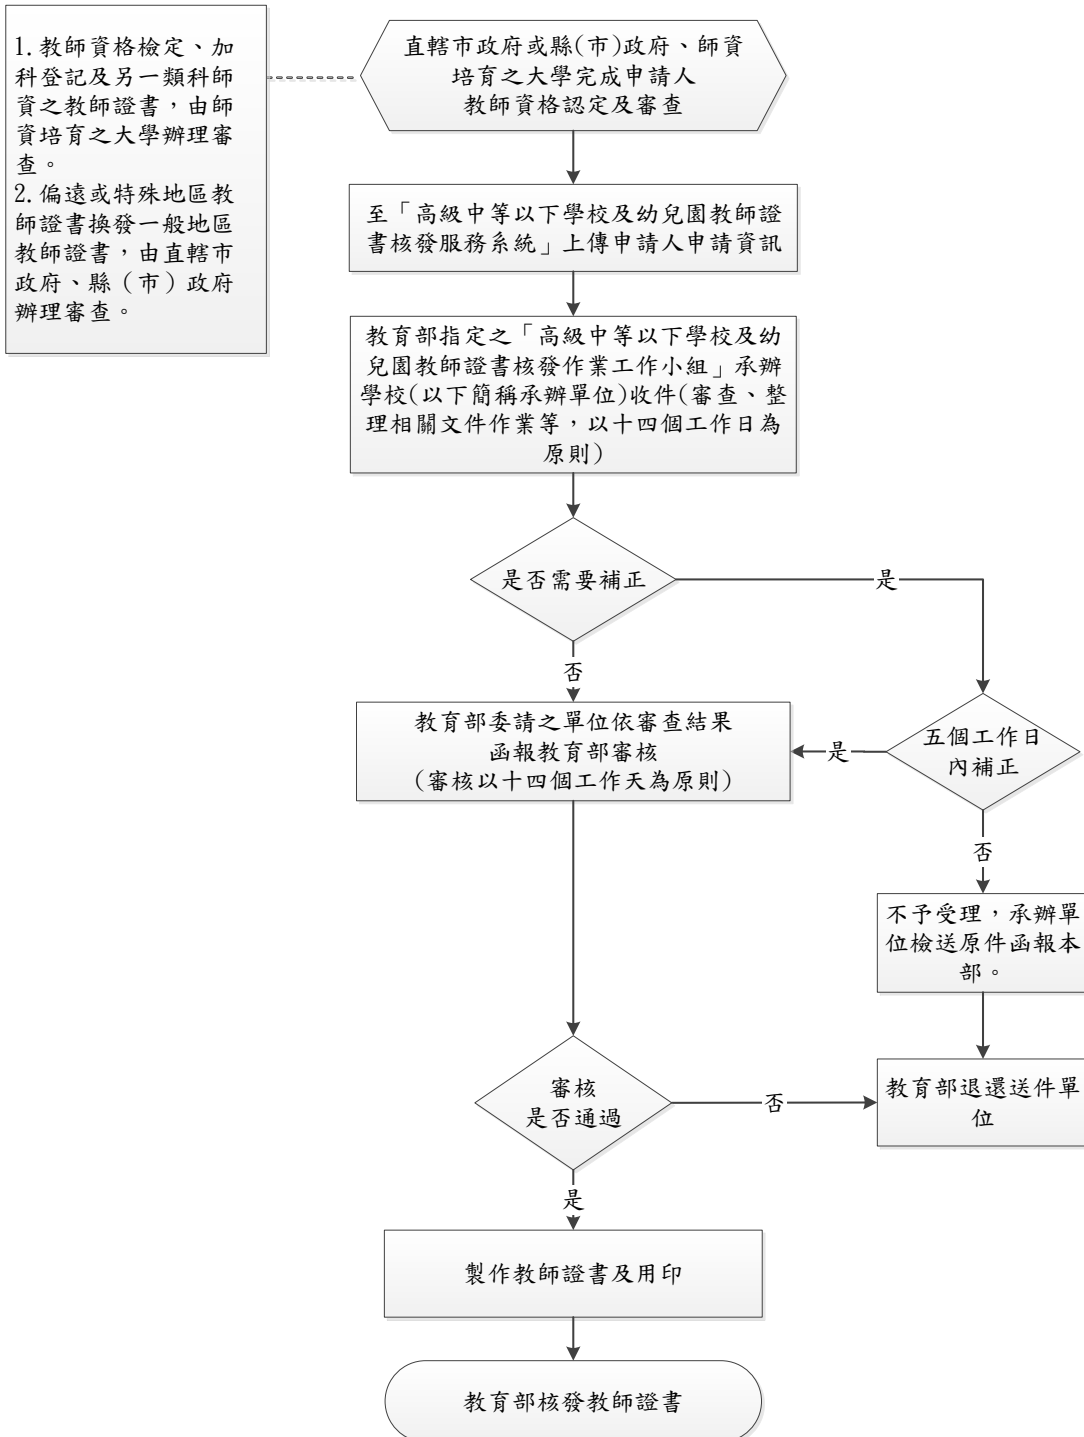 1. 教師資格檢定、加
科登記及另一類科師
資之教師證書，由師
資培育之大學辦理審
查。
2. 偏遠或特殊地區教
師證書換發一般地區
教師證書，由直轄市
政府、縣（市）政府
辦理審查。
直轄市政府或縣(市)政府、師資
培育之大學完成申請人
教師資格認定及審查
至「高級中等以下學校及幼兒園教師證
書核發服務系統」上傳申請人申請資訊
教育部指定之「高級中等以下學校及幼
兒園教師證書核發作業工作小組」承辦
學校(以下簡稱承辦單位)收件(審查、整
理相關文件作業等，以十四個工作日為
原則)
是否需要補正
是
否
教育部委請之單位依審查結果
函報教育部審核
(審核以十四個工作天為原則)
是
五個工作日
內補正
否
不予受理，承辦單
位檢送原件函報本
部。
審核
是否通過
否
教育部退還送件單
位
是
製作教師證書及用印
教育部核發教師證書